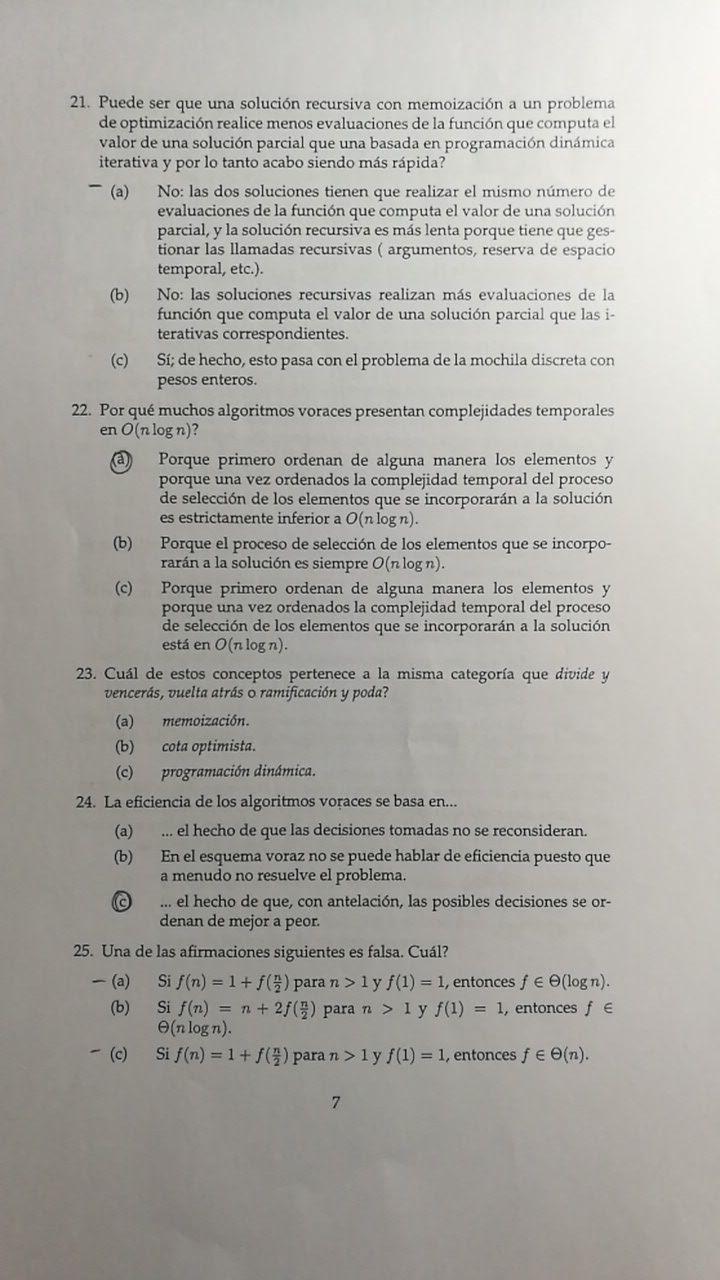 21. Puede ser que una solución recursiva con memoización a un problema
de optimización realice menos evaluaciones de la función que computa el
valor de una solución parcial que una basada en programación dinámica
iterativa y por lo tanto acabo siendo más rápida?
(a) No: las dos soluciones tienen que realizar el mismo número de
evaluaciones de la función que computa el valor de una solución
parcial, y la solución recursiva es más lenta porque tiene que ges-
tionar las llamadas recursivas ( argumentos, reserva de espacio
temporal, etc.).
(b) No: las soluciones recursivas realizan más evaluaciones de la
función que computa el valor de una solución parcial que las i-
terativas correspondientes.
(c) Sí; de hecho, esto pasa con el problema de la mochila discreta con
pesos enteros.
22. Por qué muchos algoritmos voraces presentan complejidades temporales
en O(n log n)?
(a) Porque primero ordenan de alguna manera los elementos y
porque una vez ordenados la complejidad temporal del proceso
de selección de los elementos que se incorporarán a la solución
es estrictamente inferior a O(n log n).
(b) Porque el proceso de selección de los elementos que se incorpo-
rarán a la solución es siempre O(n log n).
(c) Porque primero ordenan de alguna manera los elementos y
porque una vez ordenados la complejidad temporal del proceso
de selección de los elementos que se incorporarán a la solución
está en O(n log n).
23. Cuál de estos conceptos pertenece a la misma categoría que divide y
vencerás, vuelta atrás o ramificación y poda?
(a) memoización.
(b) cota optimista.
(c) programación dinámica.
24. La eficiencia de los algoritmos voraces se basa en...
(a) ... el hecho de que las decisiones tomadas no se reconsideran.
(b) En el esquema voraz no se puede hablar de eficiencia puesto que
a menudo no resuelve el problema.
(c) ... el hecho de que, con antelación, las posibles decisiones se or-
denan de mejor a peor.
25. Una de las afirmaciones siguientes es falsa. Cuál?
(a) Si f(n) = 1 + f(n/2) para n > 1 y f(1) = 1, entonces f ∈ Θ(log n).
(b) Si f(n) = n + 2f(n/2) para n > 1 y f(1) = 1, entonces f ∈
Θ(n log n).
(c) Si f(n) = 1 + f(n/2) para n > 1 y f(1) = 1, entonces f ∈ Θ(n).
7